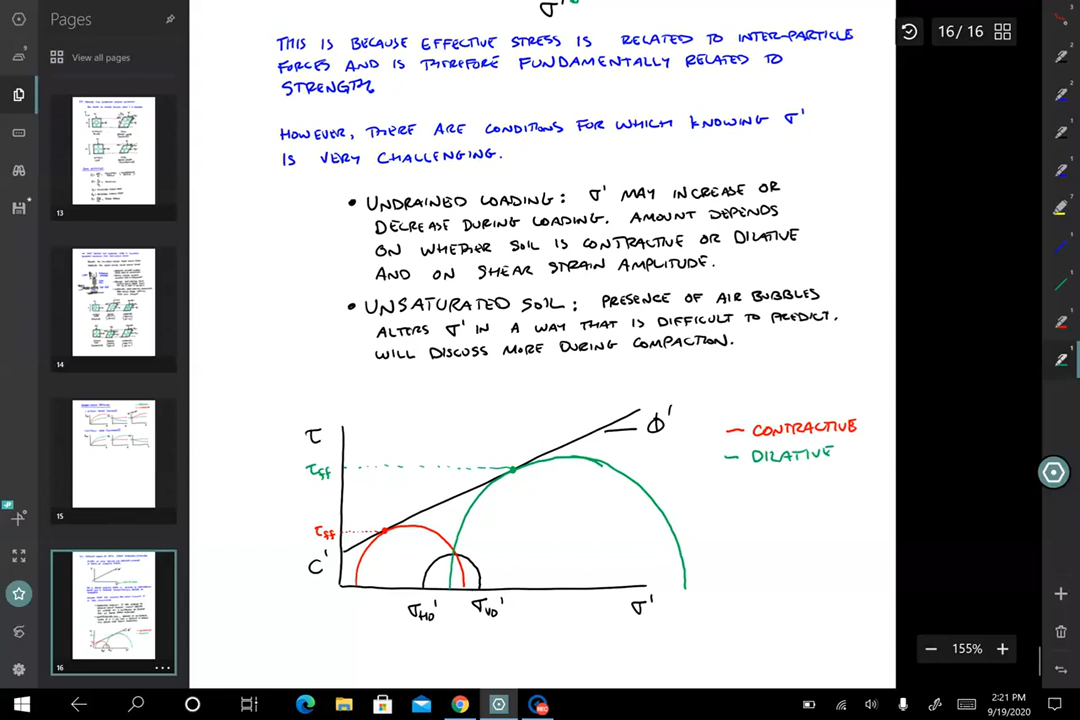 Pages
View all pages
13
14
15
16
16 / 16
σ'
THIS IS BECAUSE EFFECTIVE STRESS IS RELATED TO INTER-PARTICLE
FORCES AND IS THEREFORE FUNDAMENTALLY RELATED TO
STRENGTH.
HOWEVER, THERE ARE CONDITIONS FOR WHICH KNOWING σ'
IS VERY CHALLENGING.
• UNDRAINED LOADING: σ' MAY INCREASE OR
DECREASE DURING LOADING. AMOUNT DEPENDS
ON WHETHER SOIL IS CONTRACTIVE OR DILATIVE
AND ON SHEAR STRAIN AMPLITUDE.
• UNSATURATED SOIL: PRESENCE OF AIR BUBBLES
ALTERS σ' IN A WAY THAT IS DIFFICULT TO PREDICT.
WILL DISCUSS MORE DURING COMPACTION.
τ
τff
τff
c'
ϕ'
— CONTRACTIVE
— DILATIVE
σHO'
σVO'
σ'
155%
2:21 PM
9/19/2020